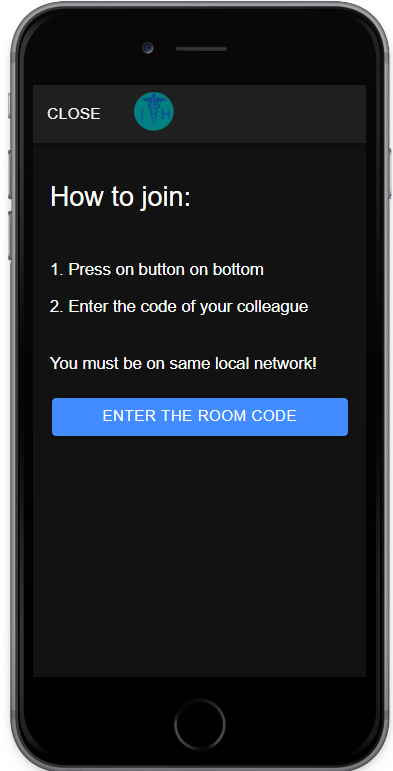 CLOSE
I H
How to join:
1. Press on button on bottom
2. Enter the code of your colleague
You must be on same local network!
ENTER THE ROOM CODE